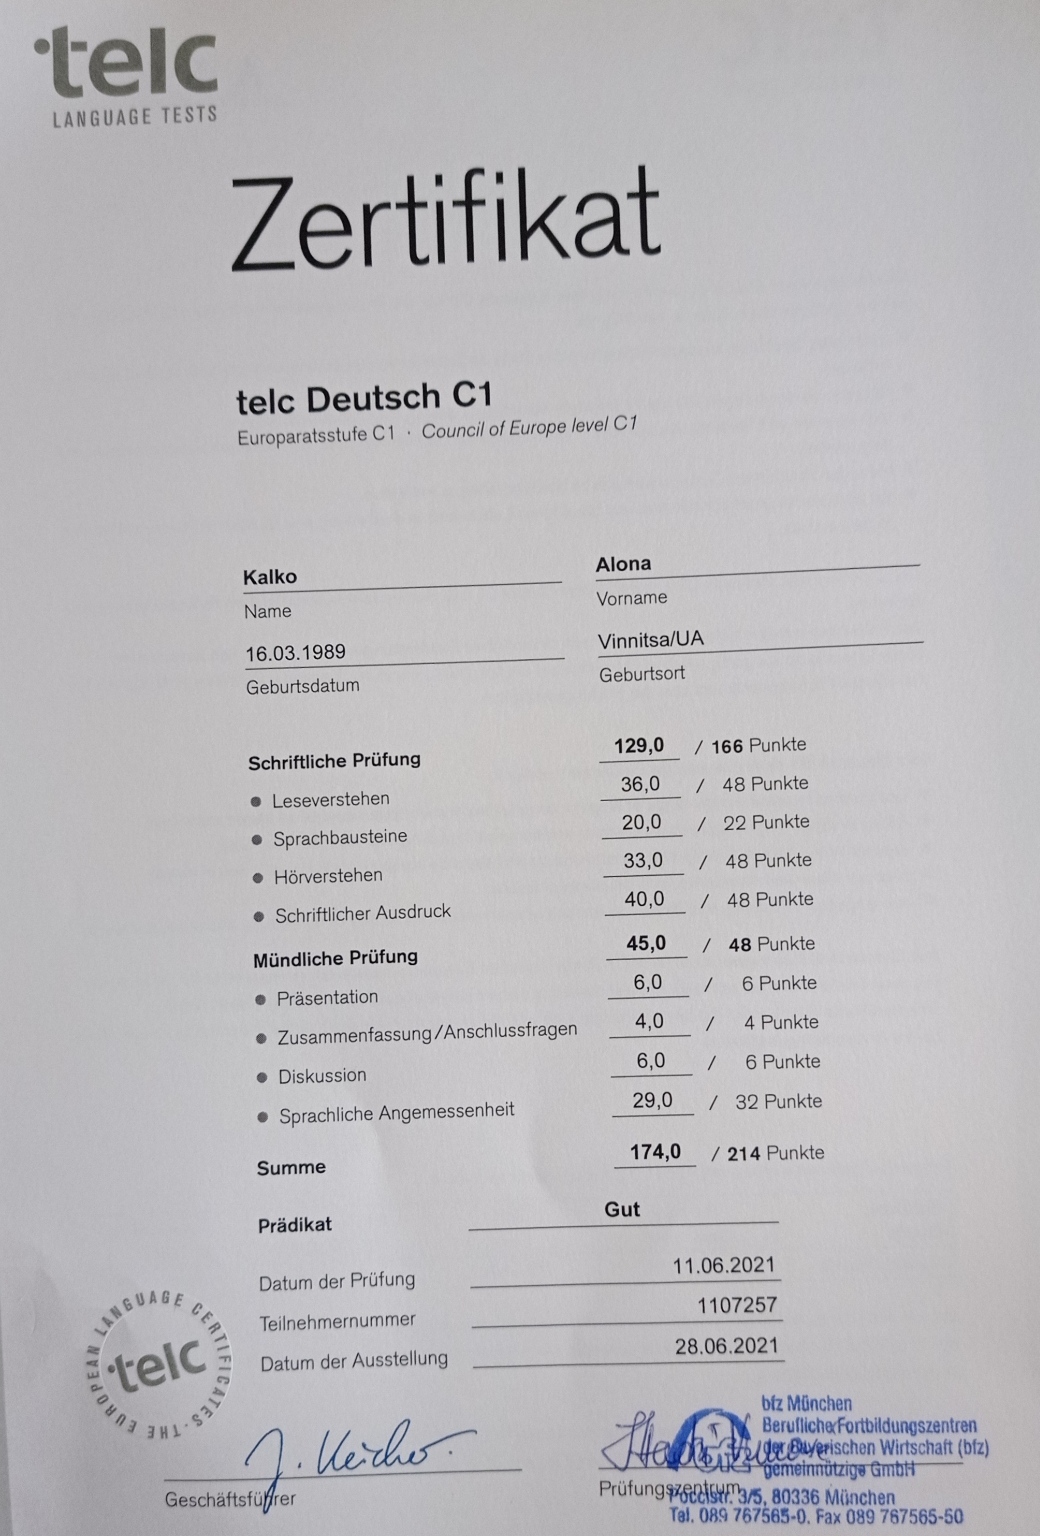 telc
LANGUAGE TESTS
Zertifikat
telc Deutsch C1
Europaratsstufe C1 · Council of Europe level C1
Kalko Alona
Name Vorname
16.03.1989 Vinnitsa/UA
Geburtsdatum Geburtsort
Schriftliche Prüfung 129,0 / 166 Punkte
● Leseverstehen 36,0 / 48 Punkte
● Sprachbausteine 20,0 / 22 Punkte
● Hörverstehen 33,0 / 48 Punkte
● Schriftlicher Ausdruck 40,0 / 48 Punkte
Mündliche Prüfung 45,0 / 48 Punkte
● Präsentation 6,0 / 6 Punkte
● Zusammenfassung/Anschlussfragen 4,0 / 4 Punkte
● Diskussion 6,0 / 6 Punkte
● Sprachliche Angemessenheit 29,0 / 32 Punkte
Summe 174,0 / 214 Punkte
Prädikat Gut
Datum der Prüfung 11.06.2021
Teilnehmernummer 1107257
Datum der Ausstellung 28.06.2021
THE EUROPEAN LANGUAGE CERTIFICATES.
telc
Geschäftsführer
Prüfungszentrum
bfz München
Berufliche Fortbildungszentren
der Bayerischen Wirtschaft (bfz)
gemeinnützige GmbH
Poccistr. 3/5, 80336 München
Tel. 089 767565-0. Fax 089 767565-50